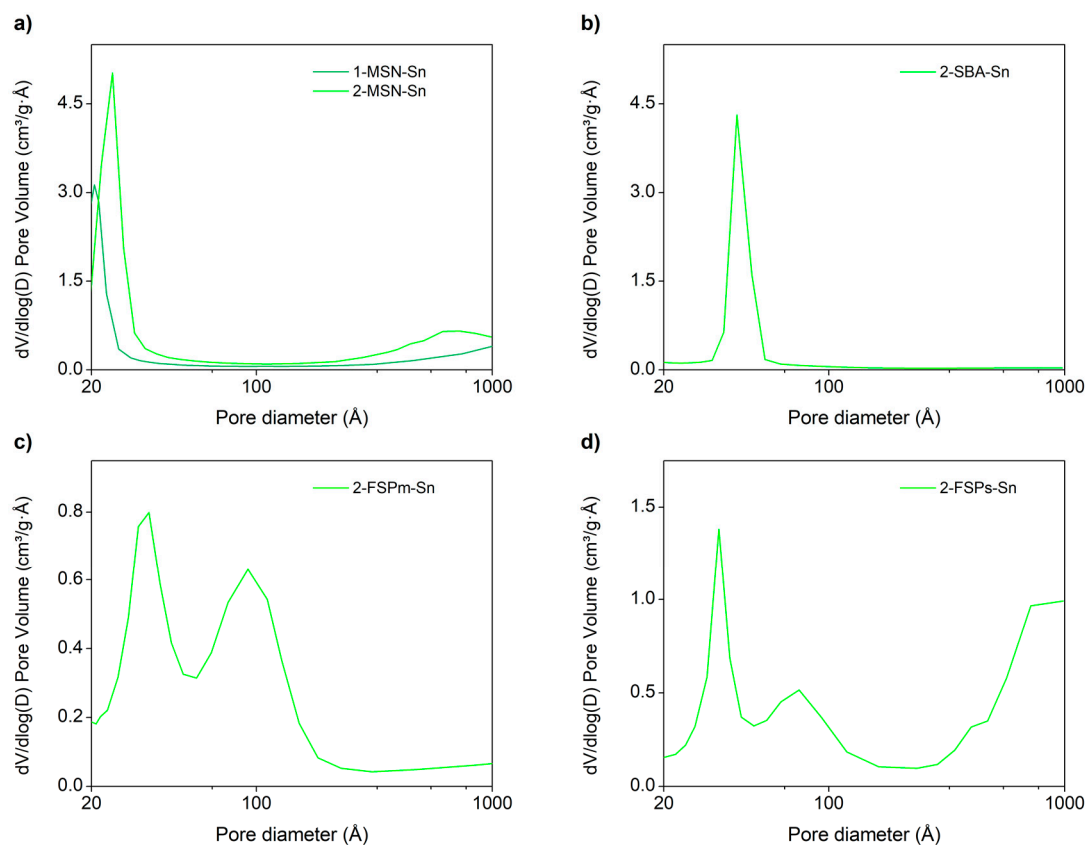 a)
1-MSN-Sn
2-MSN-Sn
4.5
3.0
1.5
0.0
20
100
1000
dV/dlog(D) Pore Volume (cm³/g·Å)
Pore diameter (Å)
b)
2-SBA-Sn
4.5
3.0
1.5
0.0
20
100
1000
dV/dlog(D) Pore Volume (cm³/g·Å)
Pore diameter (Å)
c)
2-FSPm-Sn
0.8
0.6
0.4
0.2
0.0
20
100
1000
dV/dlog(D) Pore Volume (cm³/g·Å)
Pore diameter (Å)
d)
2-FSPs-Sn
1.5
1.0
0.5
0.0
20
100
1000
dV/dlog(D) Pore Volume (cm³/g·Å)
Pore diameter (Å)